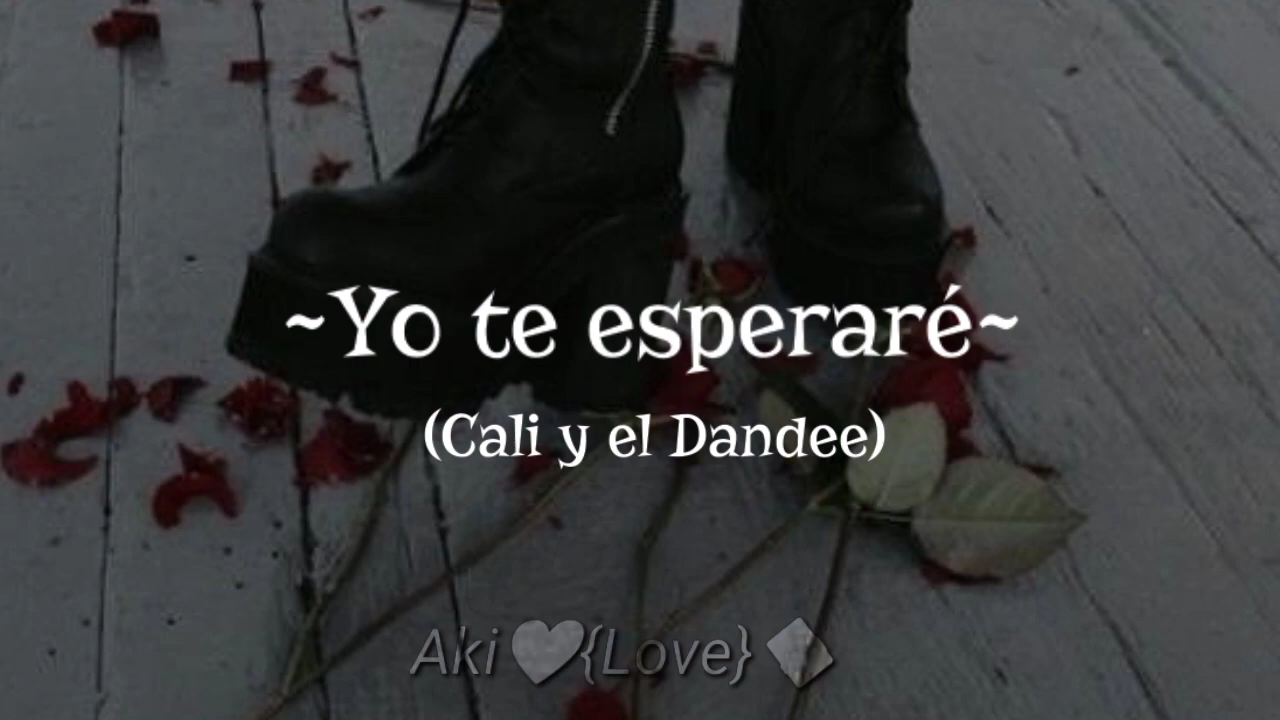 ~Yo te esperaré~
(Cali y el Dandee)
Aki🤍{Love}◆